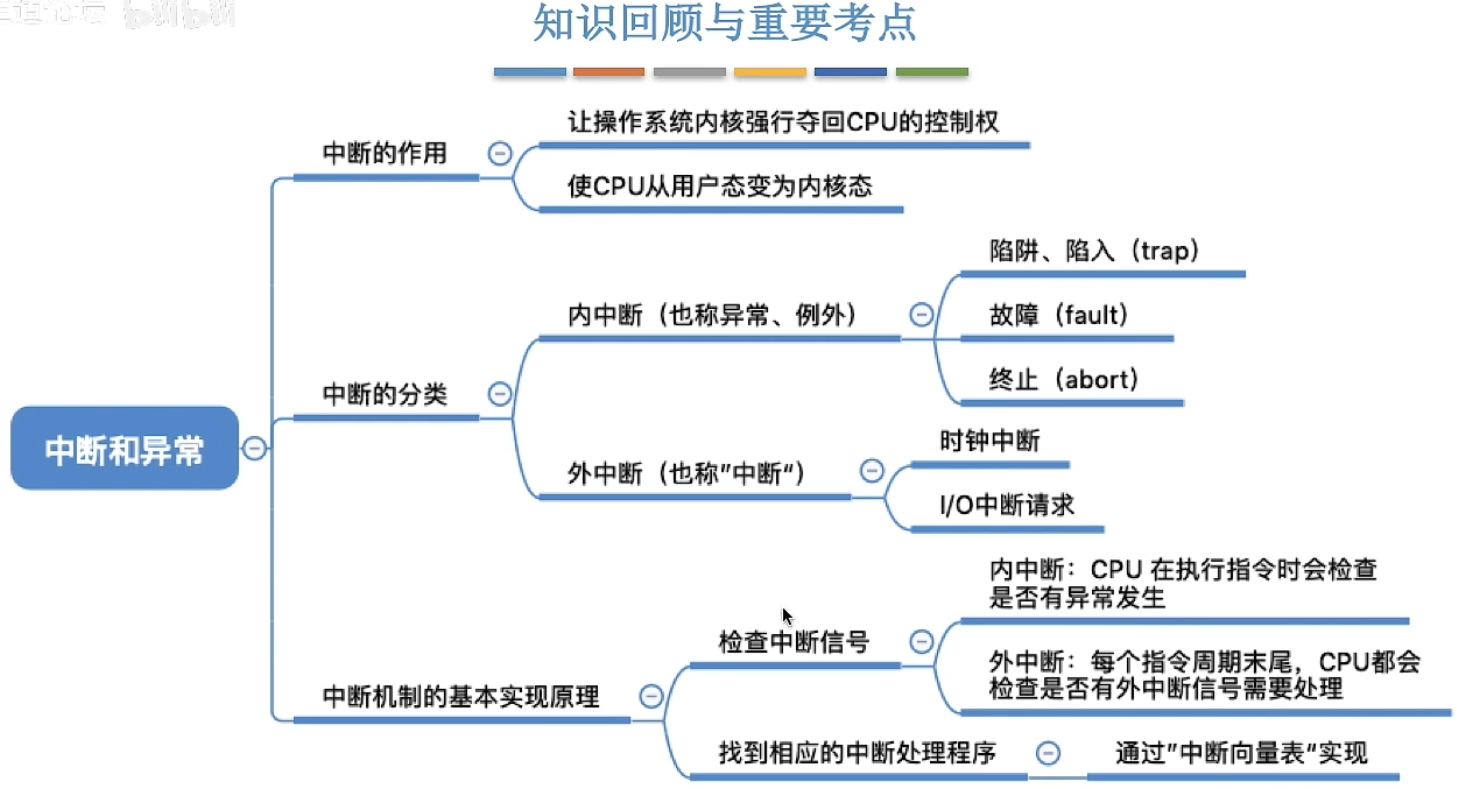 知识回顾与重要考点
中断和异常
中断的作用
让操作系统内核强行夺回CPU的控制权
使CPU从用户态变为内核态
中断的分类
内中断（也称异常、例外）
陷阱、陷入（trap）
故障（fault）
终止（abort）
外中断（也称”中断“）
时钟中断
I/O中断请求
中断机制的基本实现原理
检查中断信号
内中断：CPU 在执行指令时会检查
是否有异常发生
外中断：每个指令周期末尾，CPU都会
检查是否有外中断信号需要处理
找到相应的中断处理程序
通过”中断向量表“实现